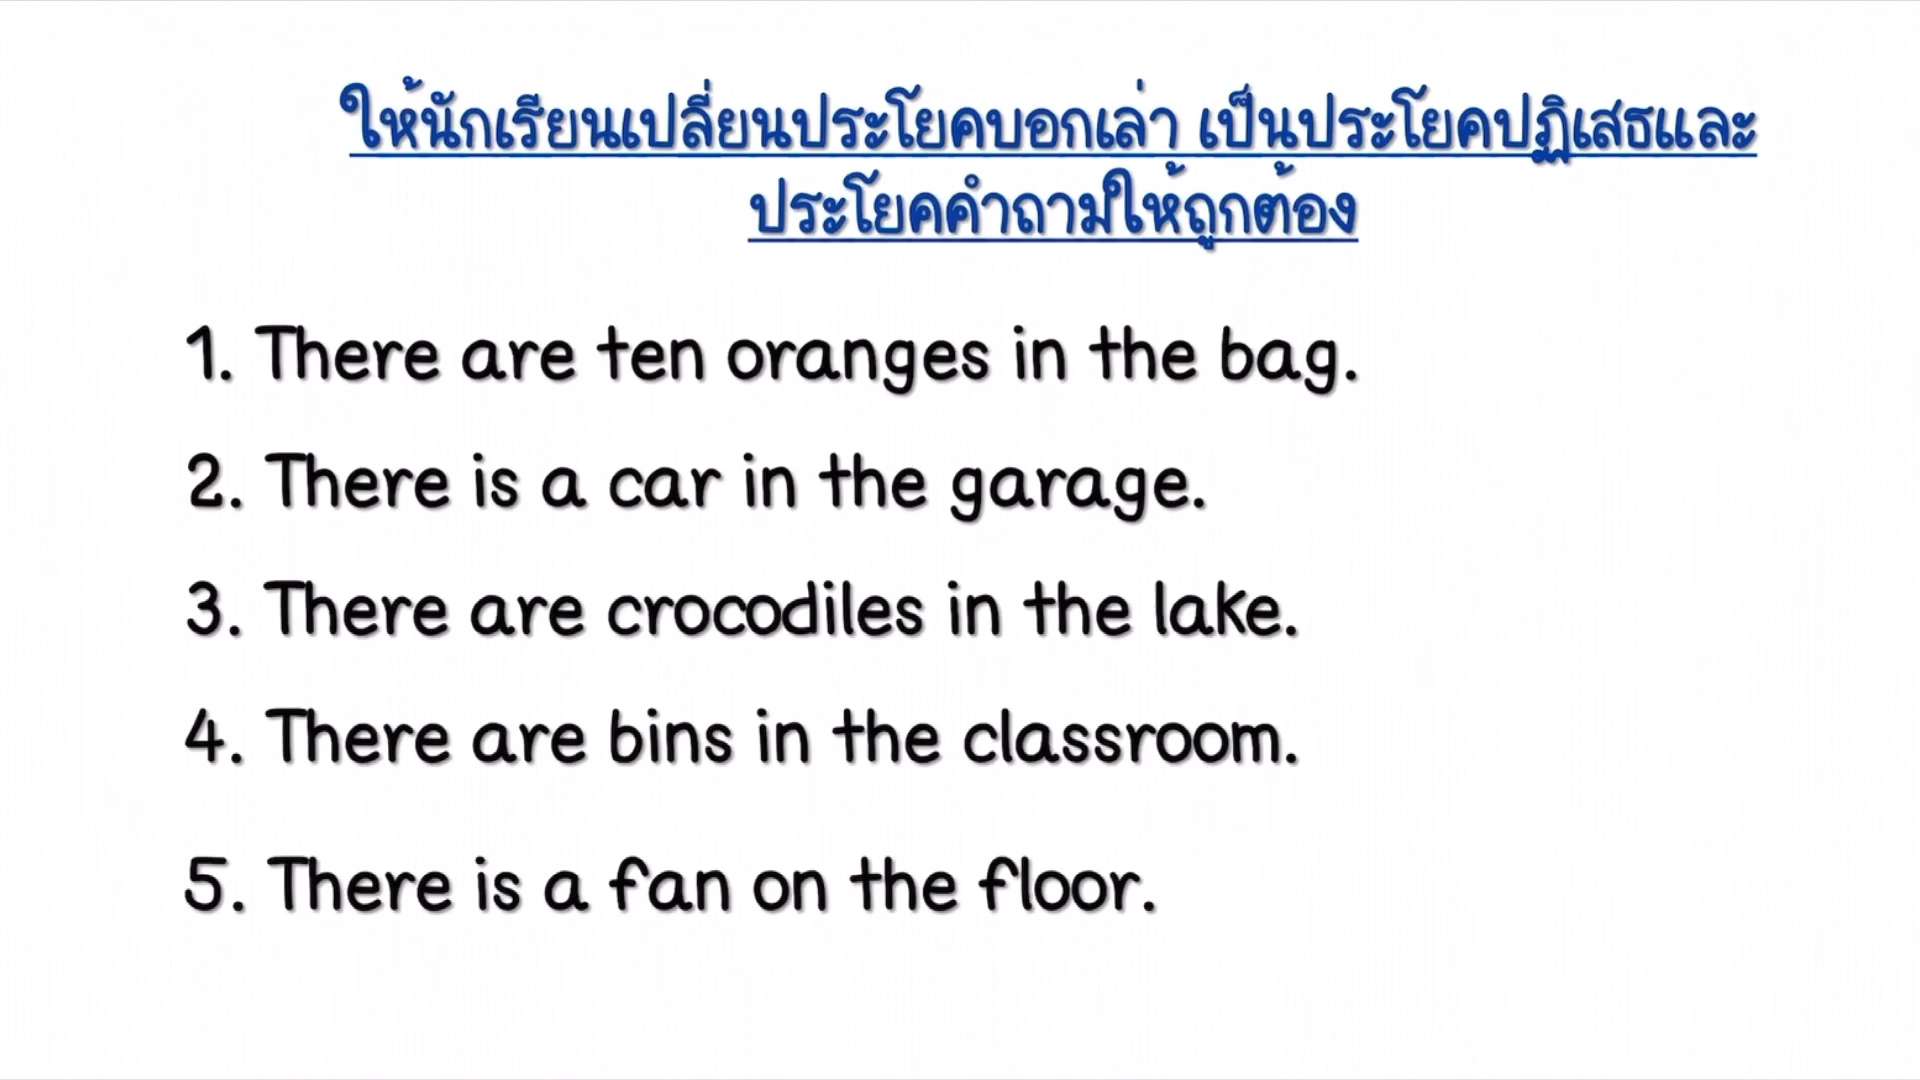 ให้นักเรียนเปลี่ยนประโยคบอกเล่า เป็นประโยคปฏิเสธและ
ประโยคคำถามให้ถูกต้อง
1. There are ten oranges in the bag.
2. There is a car in the garage.
3. There are crocodiles in the lake.
4. There are bins in the classroom.
5. There is a fan on the floor.